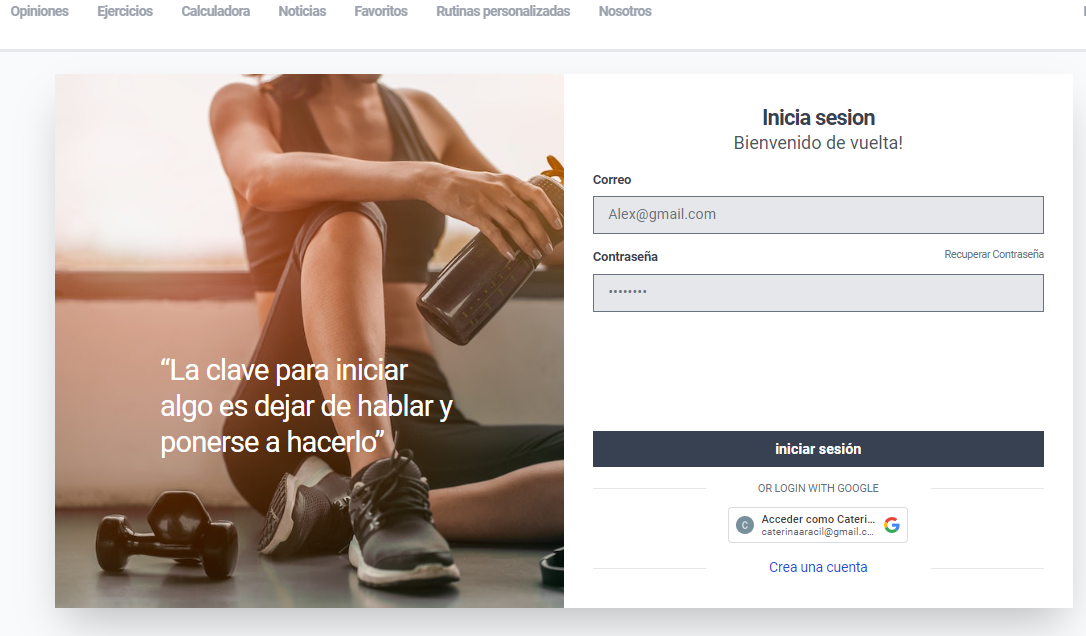 Opiniones Ejercicios Calculadora Noticias Favoritos Rutinas personalizadas Nosotros
“La clave para iniciar
algo es dejar de hablar y
ponerse a hacerlo”
Inicia sesion
Bienvenido de vuelta!
Correo
Alex@gmail.com
Contraseña Recuperar Contraseña
••••••••
iniciar sesión
OR LOGIN WITH GOOGLE
C Acceder como Cateri...
caterinaaracil@gmail.c...
Crea una cuenta